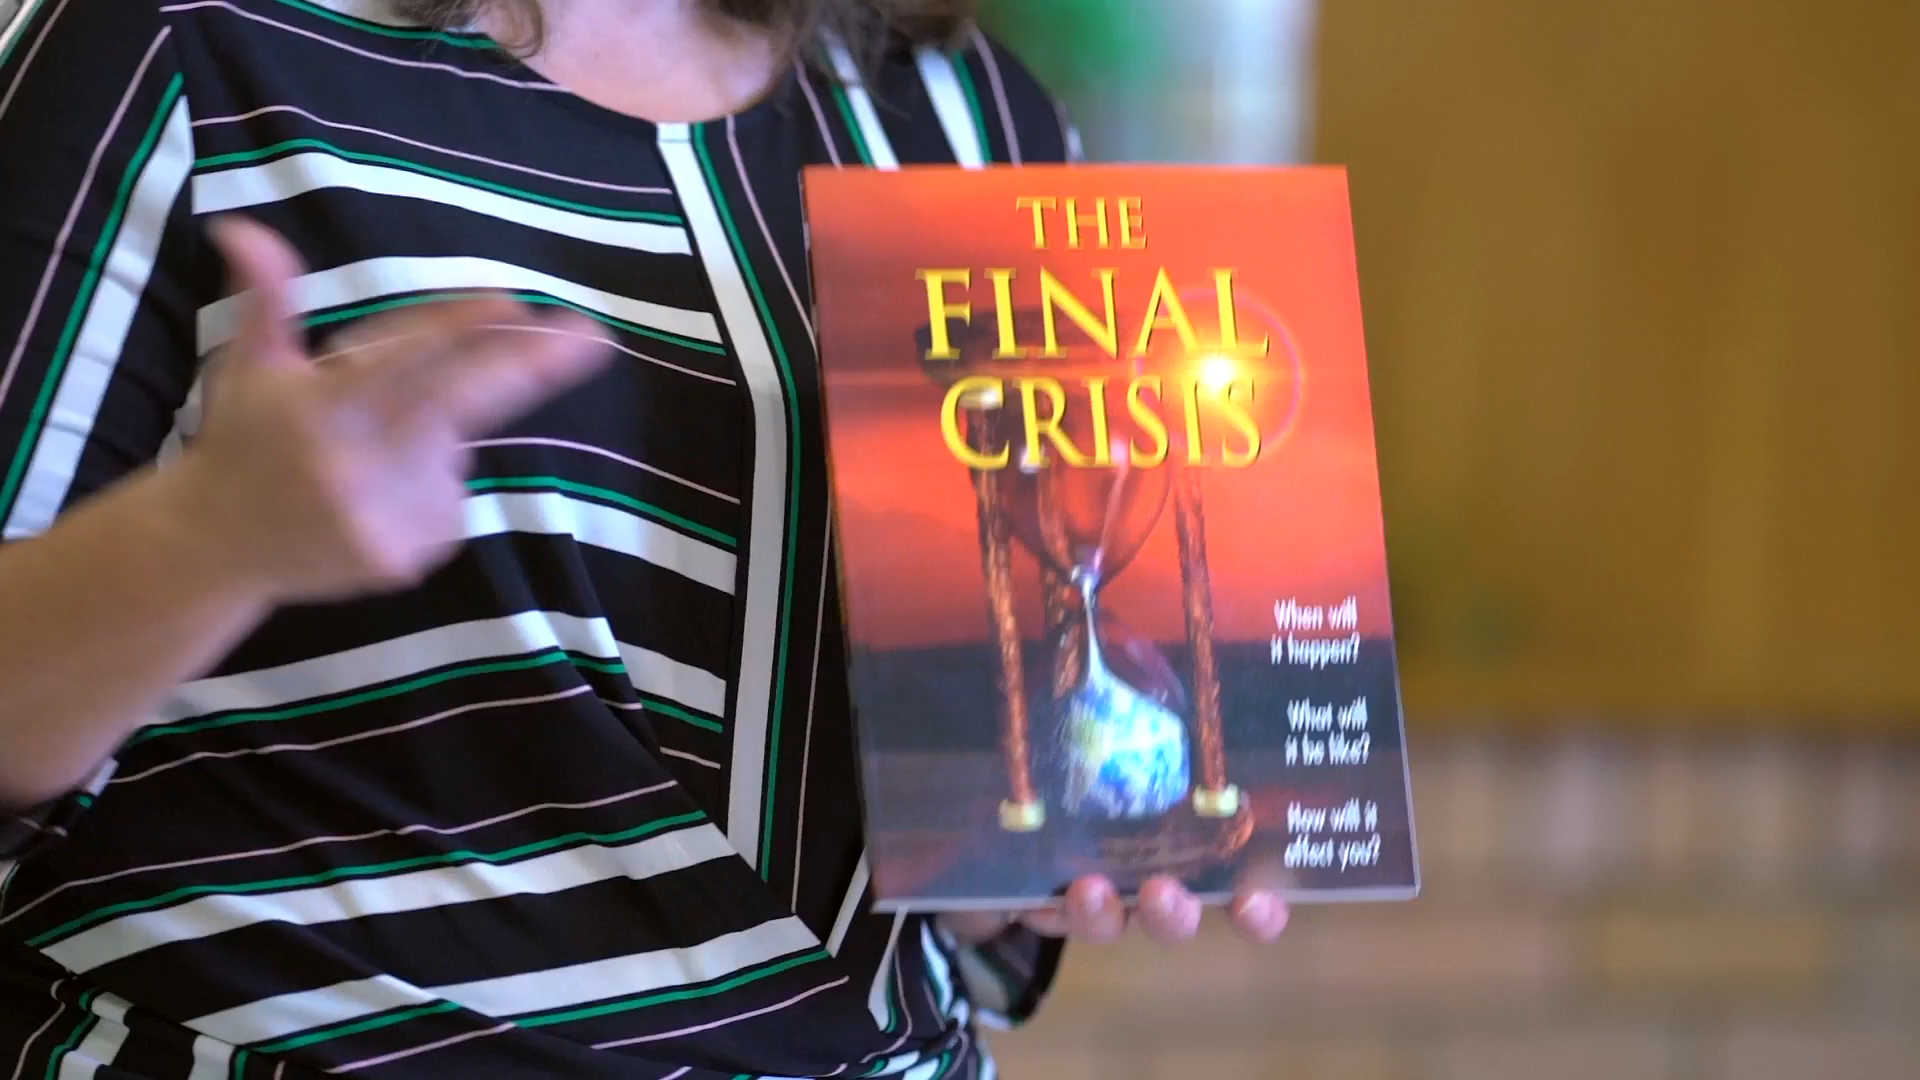 THE
FINAL
CRISIS
When will
it happen?
What will
it be like?
How will it
affect you?